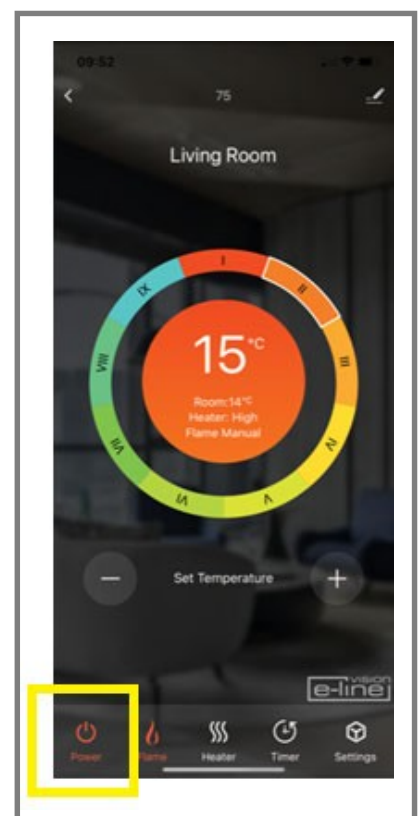 09:52
75
Living Room
I
II
III
IV
V
VI
VII
VIII
IX
15°C
Room:14°C
Heater: High
Flame Manual
Set Temperature
vision
e-line
Power
Flame
Heater
Timer
Settings